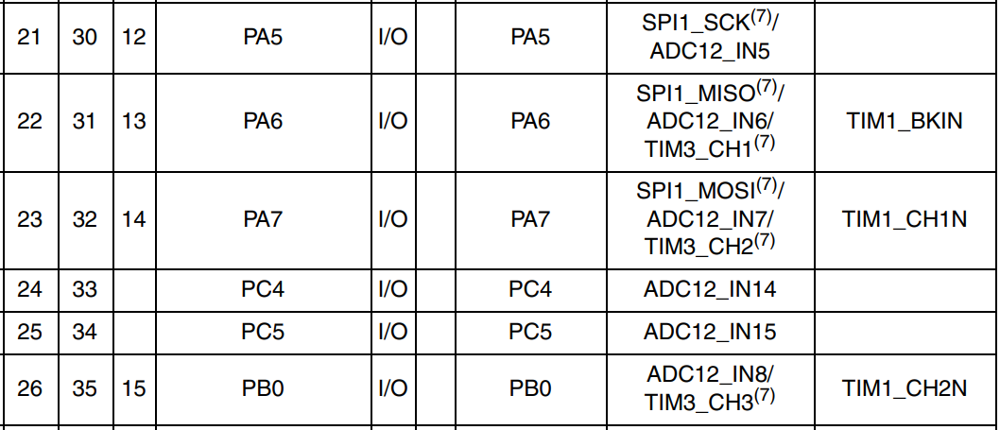 21 30 12 PA5 I/O PA5 SPI1_SCK(7)/
ADC12_IN5
22 31 13 PA6 I/O PA6 SPI1_MISO(7)/
ADC12_IN6/
TIM3_CH1(7) TIM1_BKIN
23 32 14 PA7 I/O PA7 SPI1_MOSI(7)/
ADC12_IN7/
TIM3_CH2(7) TIM1_CH1N
24 33 PC4 I/O PC4 ADC12_IN14
25 34 PC5 I/O PC5 ADC12_IN15
26 35 15 PB0 I/O PB0 ADC12_IN8/
TIM3_CH3(7) TIM1_CH2N